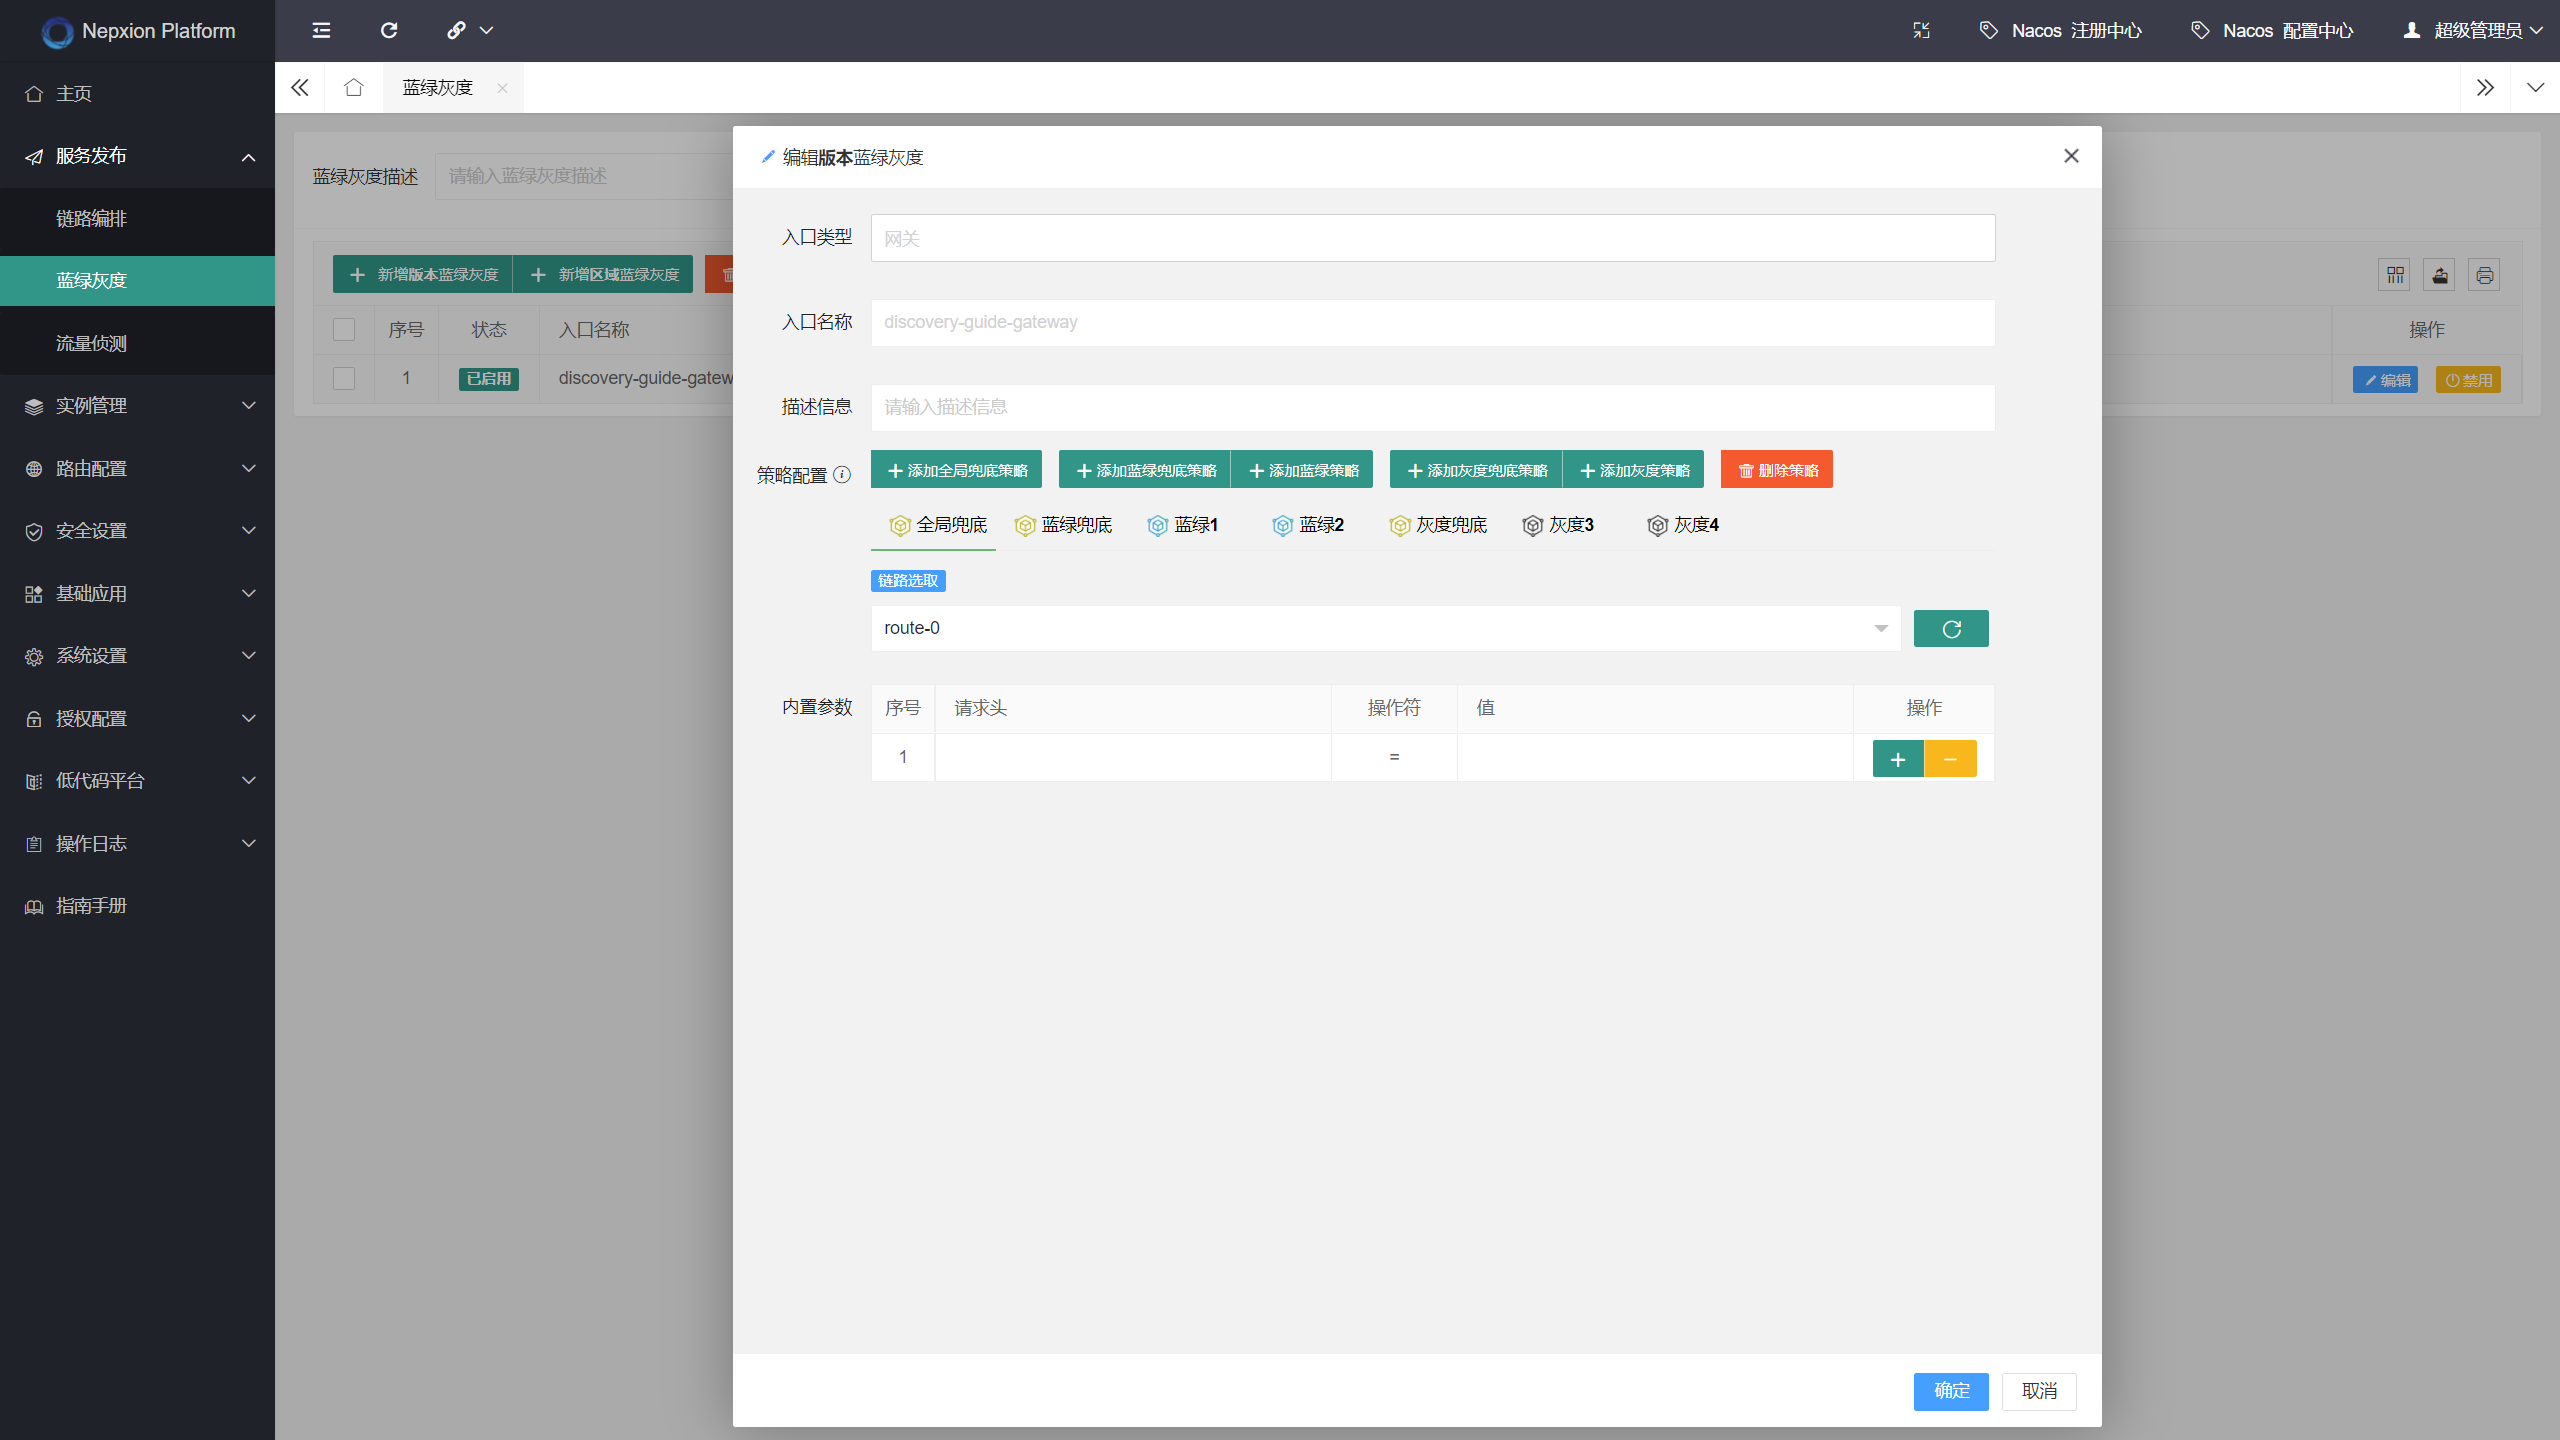 Nepxion Platform
Nacos 注册中心
Nacos 配置中心
超级管理员
主页
服务发布
链路编排
蓝绿灰度
流量侦测
实例管理
路由配置
安全设置
基础应用
系统设置
授权配置
低代码平台
操作日志
指南手册
蓝绿灰度
蓝绿灰度描述
请输入蓝绿灰度描述
新增版本蓝绿灰度
新增区域蓝绿灰度
序号
状态
入口名称
操作
1
已启用
discovery-guide-gatew
编辑
禁用
编辑版本蓝绿灰度
入口类型
网关
入口名称
discovery-guide-gateway
描述信息
请输入描述信息
策略配置
添加全局兜底策略
添加蓝绿兜底策略
添加蓝绿策略
添加灰度兜底策略
添加灰度策略
删除策略
全局兜底
蓝绿兜底
蓝绿1
蓝绿2
灰度兜底
灰度3
灰度4
链路选取
route-0
内置参数
序号
请求头
操作符
值
操作
1
=
确定
取消